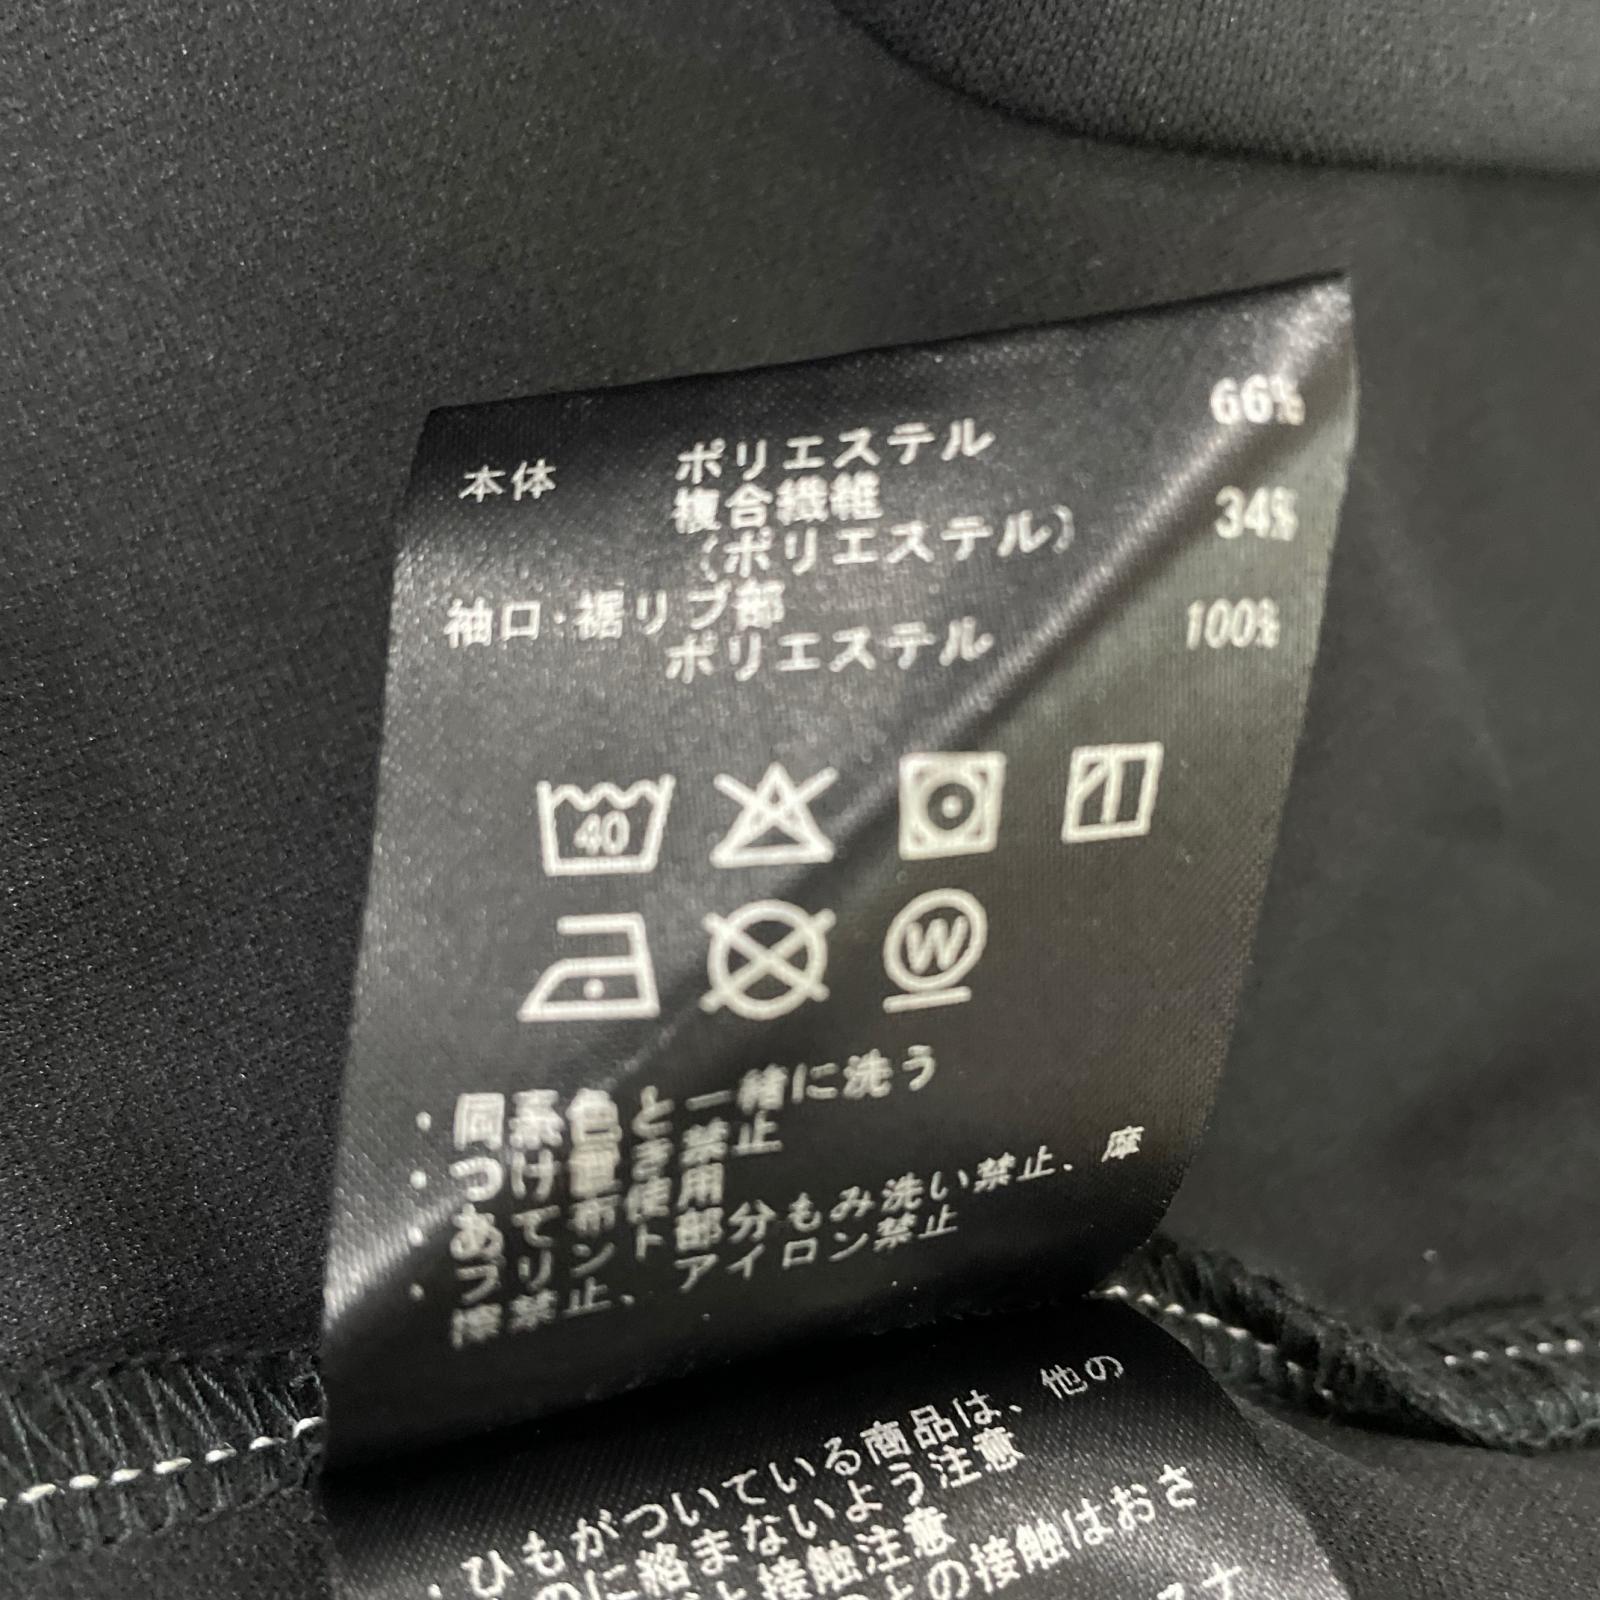 本体 ポリエステル 66%
複合繊維
(ポリエステル) 34%
袖口・裾リブ部
ポリエステル 100%
40
W
・同系色と一緒に洗う
・つけ置き禁止
あて布使用
・プリント部分もみ洗い禁止、摩
擦禁止、アイロン禁止
・ひもがついている商品は、他の
のに絡まないよう注意
と接触注意
との接触はおさ